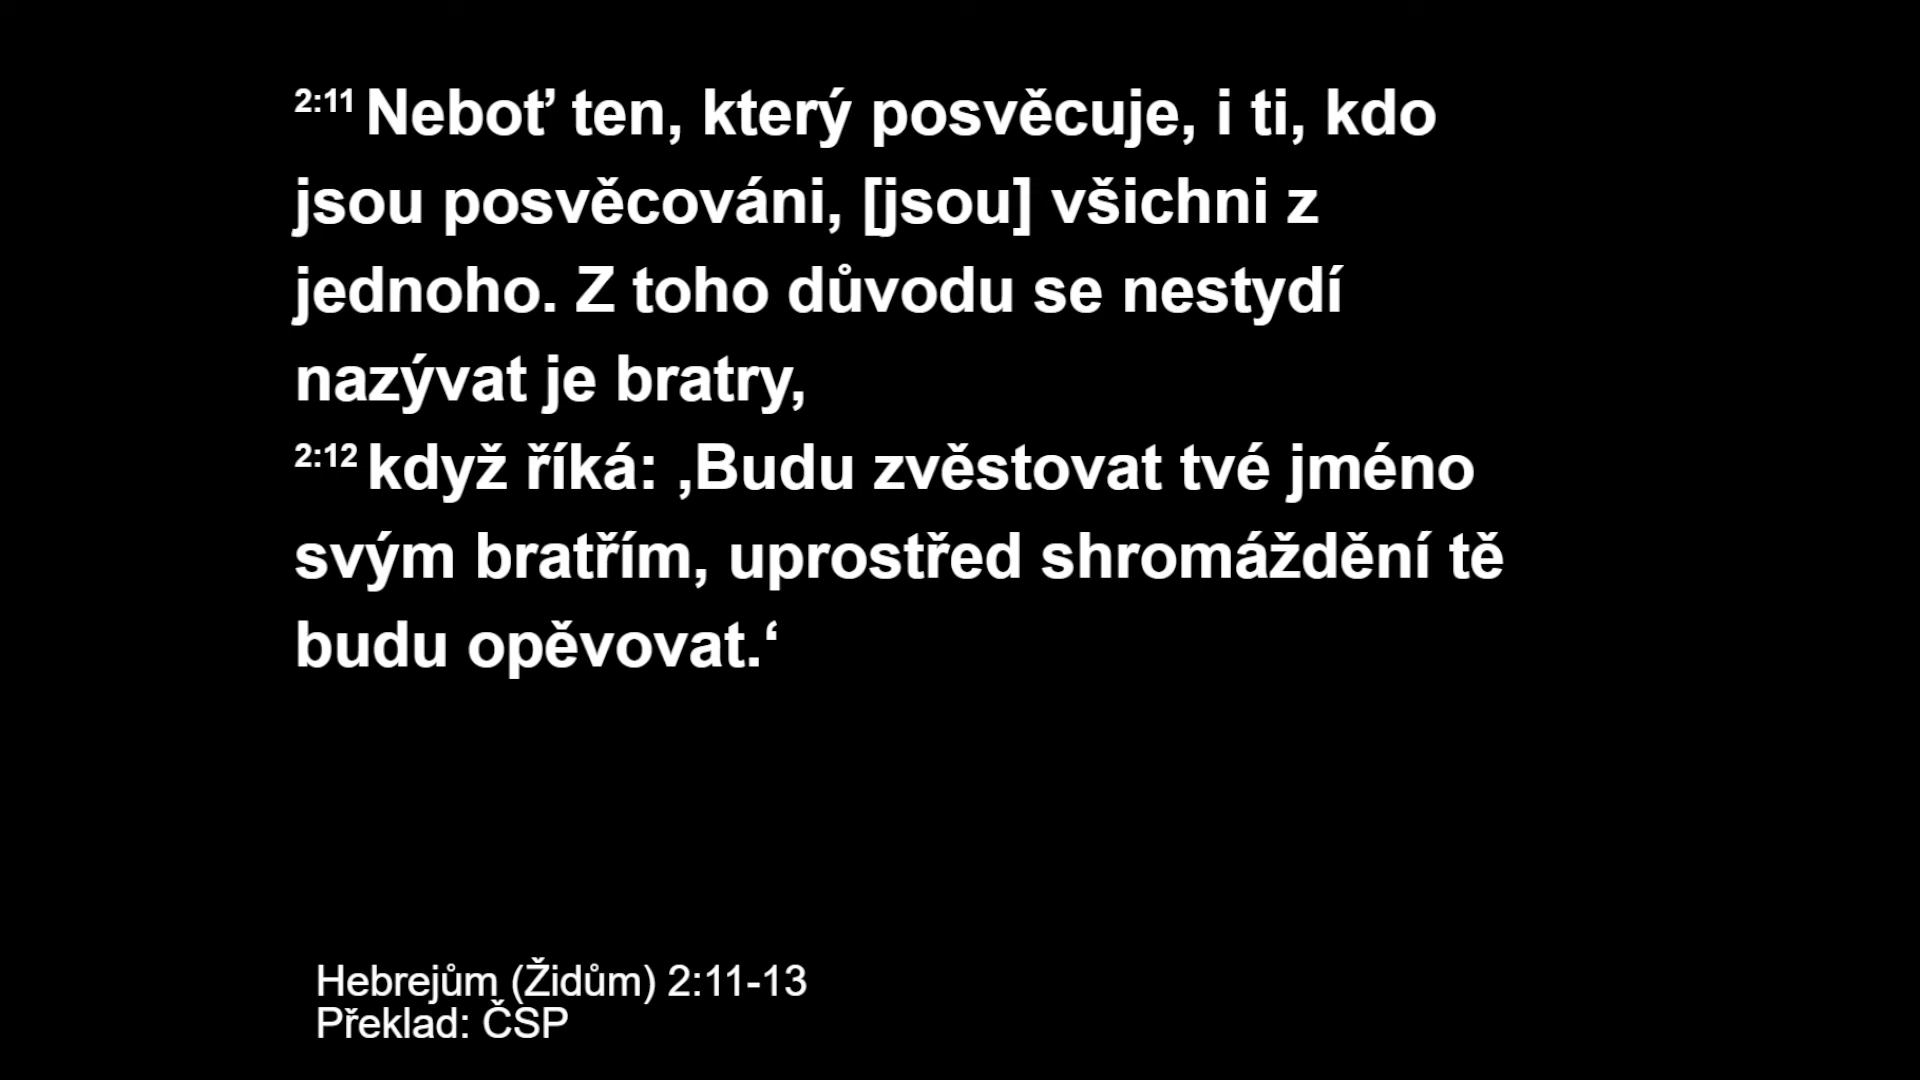 2:11 Neboť ten, který posvěcuje, i ti, kdo
jsou posvěcováni, [jsou] všichni z
jednoho. Z toho důvodu se nestydí
nazývat je bratry,
2:12 když říká: ‚Budu zvěstovat tvé jméno
svým bratřím, uprostřed shromáždění tě
budu opěvovat.‘
Hebrejům (Židům) 2:11-13
Překlad: ČSP